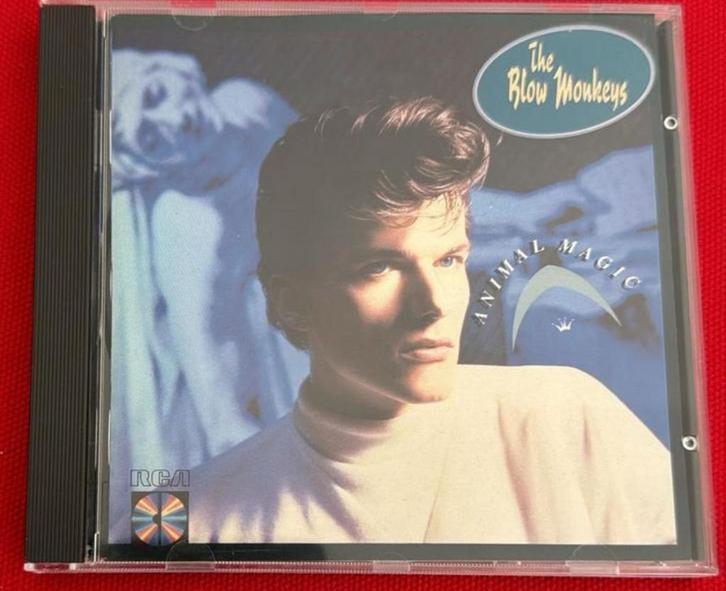 The
Blow Monkeys
ANIMAL MAGIC
RCA